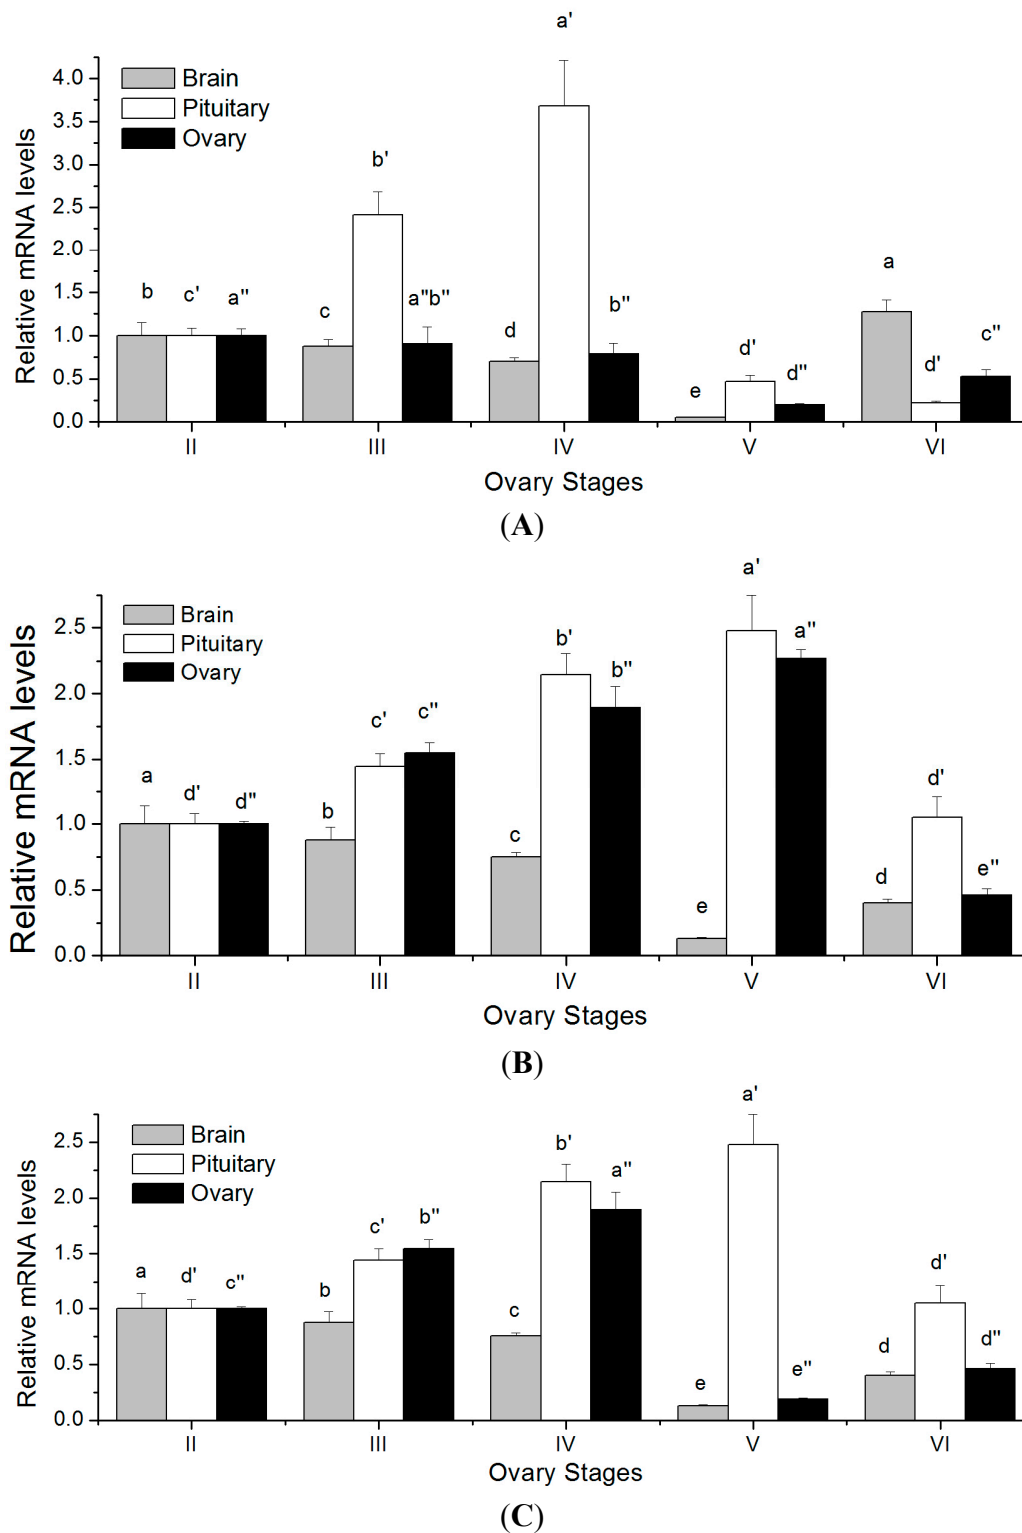 a'
4.0
Brain
3.5
Pituitary
Ovary
3.0
b'
2.5
2.0
1.5
b
c'
a"
c
a"b"
d
b"
a
c"
1.0
d'
d"
d'
0.5
e
0.0
II
III
IV
V
VI
Relative mRNA levels
Ovary Stages
(A)
a'
2.5
Brain
Pituitary
Ovary
b'
b"
a"
2.0
c'
c"
1.5
a
d'
d"
b
d'
1.0
c
d
e"
0.5
e
0.0
II
III
IV
V
VI
Relative mRNA levels
Ovary Stages
(B)
a'
2.5
Brain
Pituitary
Ovary
b'
a"
2.0
c'
b"
1.5
a
d'
c"
b
d'
1.0
c
d
d"
0.5
e
e"
0.0
II
III
IV
V
VI
Relative mRNA levels
Ovary Stages
(C)